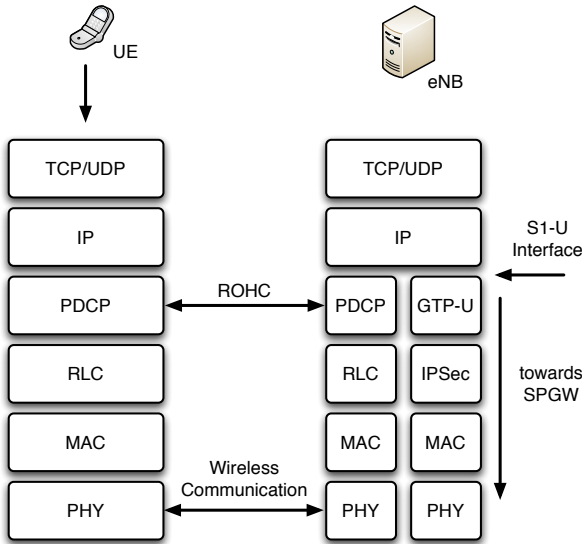 UE
eNB
TCP/UDP
TCP/UDP
IP
IP
S1-U
Interface
PDCP
ROHC
PDCP
GTP-U
RLC
RLC
IPSec
towards
SPGW
MAC
MAC
MAC
Wireless
Communication
PHY
PHY
PHY